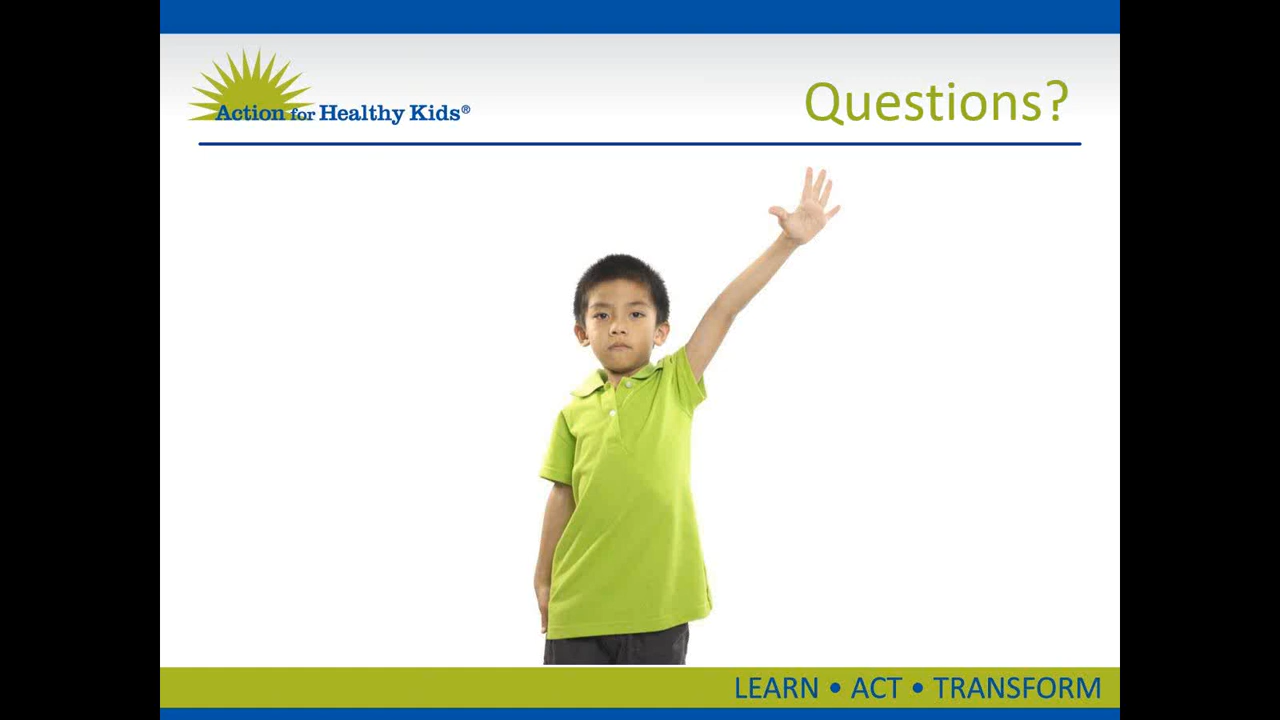 Action for Healthy Kids®
Questions?
LEARN • ACT • TRANSFORM